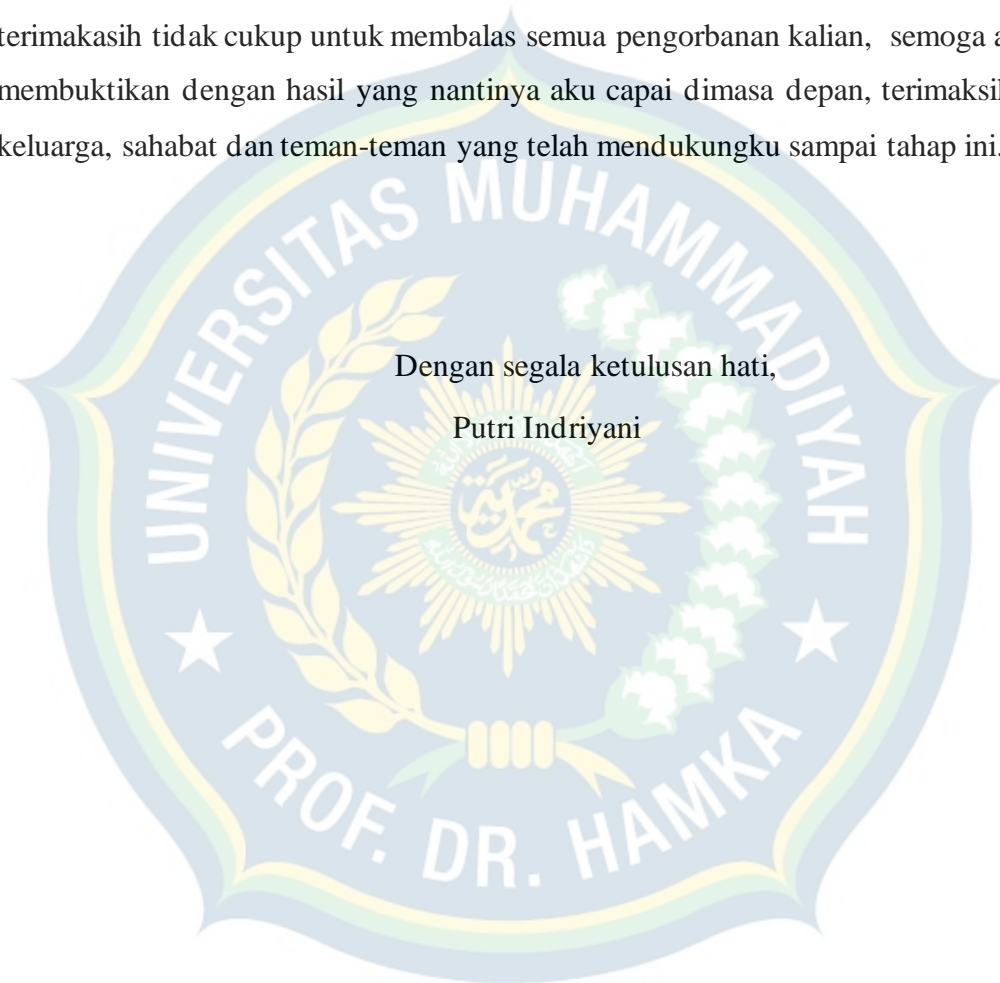 terimakasih tidak cukup untuk membalas semua pengorbanan kalian, semoga a
membuktikan dengan hasil yang nantinya aku capai dimasa depan, terimaksil
keluarga, sahabat dan teman-teman yang telah mendukungku sampai tahap ini.
UNIVERSITAS MUHAMMADIYAH
Dengan segala ketulusan hati,
Putri Indriyani
محمدية
PROF. DR. HAMKA